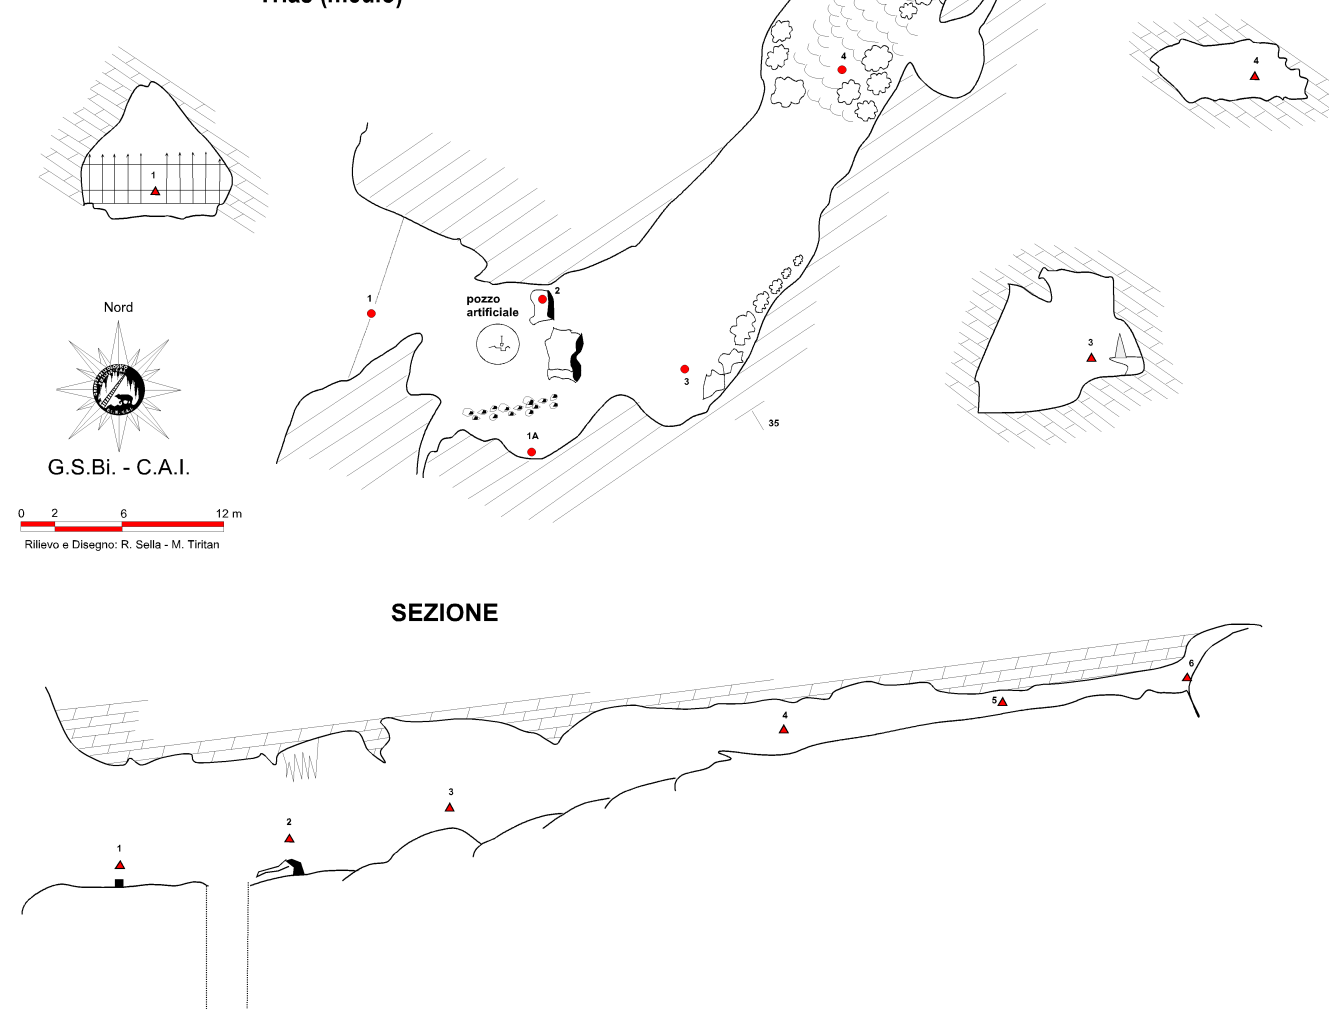 Trias (medio)
4
4
1
2
1
pozzo
artificiale
3
3
1A
35
Nord
G.S.Bi. - C.A.I.
0 2 6 12 m
Rilievo e Disegno: R. Sella - M. Tiritan
SEZIONE
6
5
4
3
2
1